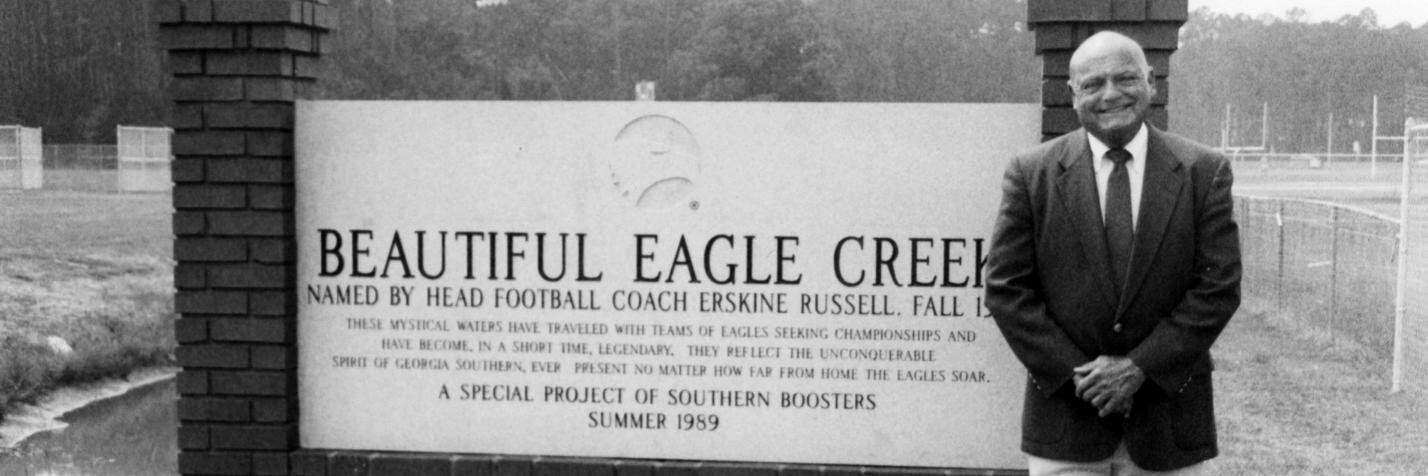 BEAUTIFUL EAGLE CREEK
NAMED BY HEAD FOOTBALL COACH ERSKINE RUSSELL, FALL
THESE MYSTICAL WATERS HAVE TRAVELED WITH TEAMS OF EAGLES SEEKING CHAMPIONSHIPS AND
HAVE BECOME, IN A SHORT TIME, LEGENDARY. THEY REFLECT THE UNCONQUERABLE
SPIRIT OF GEORGIA SOUTHERN, EVER PRESENT NO MATTER HOW FAR FROM HOME THE EAGLES SOAR.
A SPECIAL PROJECT OF SOUTHERN BOOSTERS
SUMMER 1989